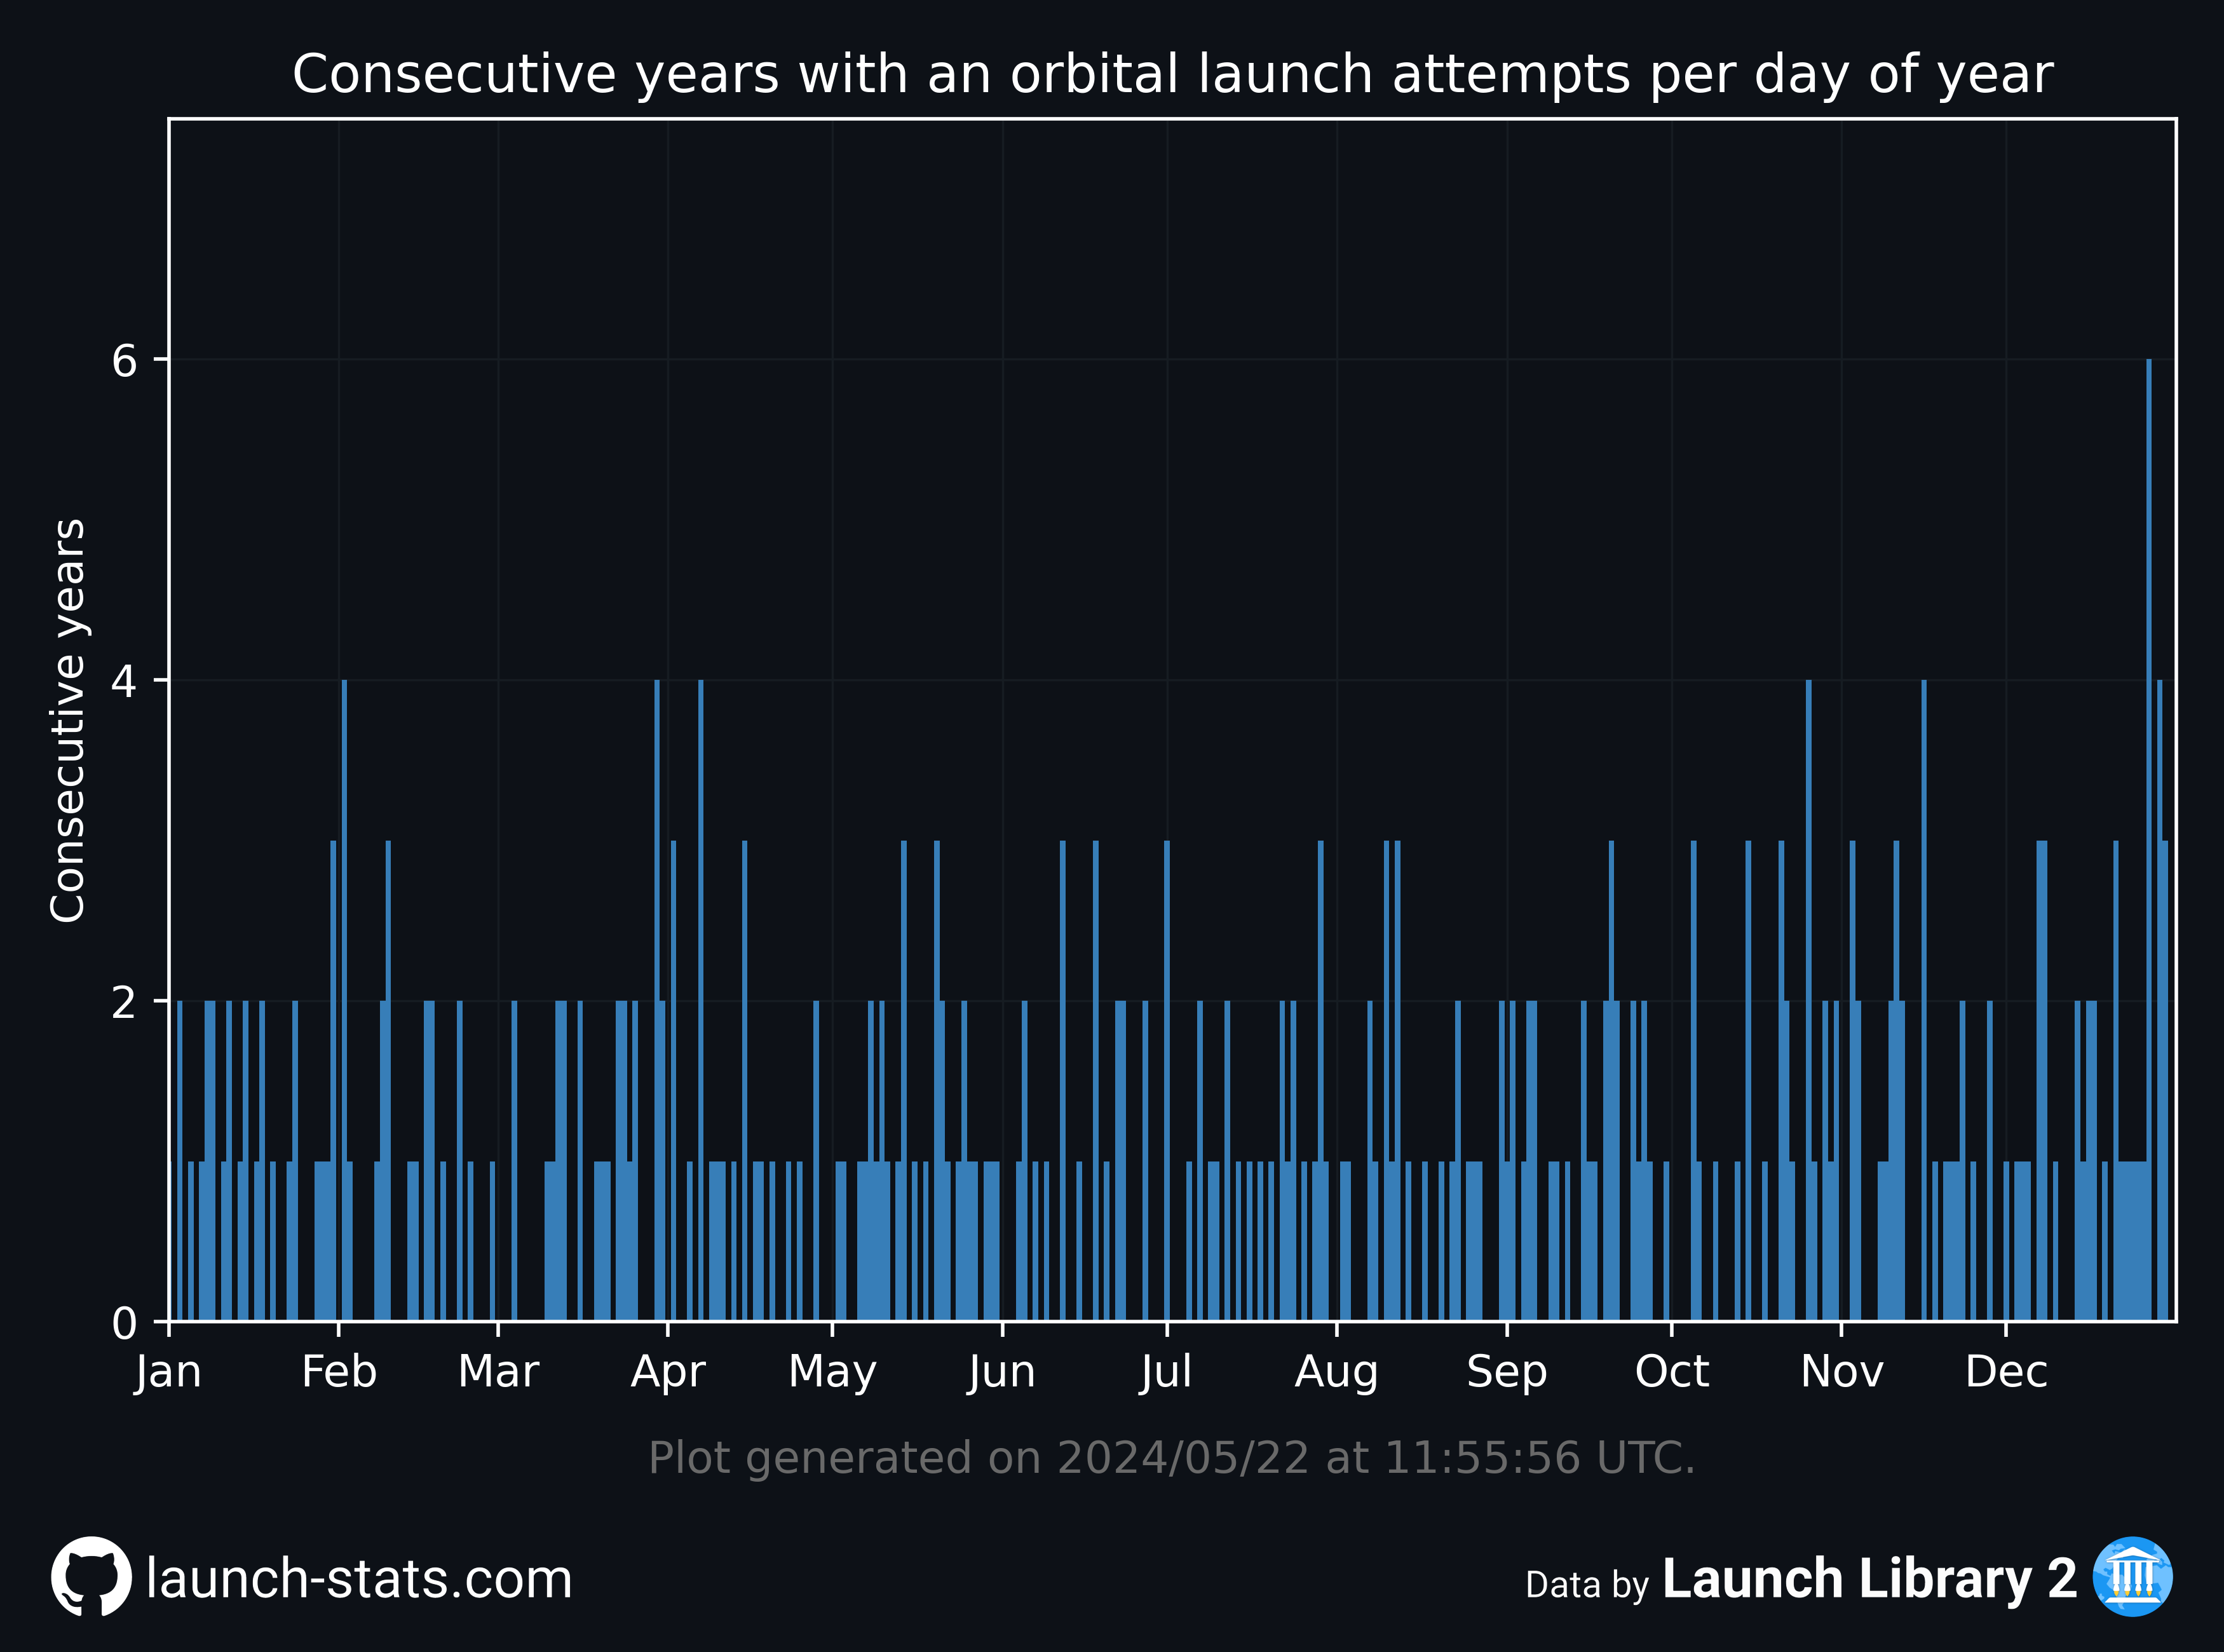 Consecutive years with an orbital launch attempts per day of year
Consecutive years
6
4
2
0
Jan Feb Mar Apr May Jun Jul Aug Sep Oct Nov Dec
Plot generated on 2024/05/22 at 11:55:56 UTC.
launch-stats.com
Data by Launch Library 2